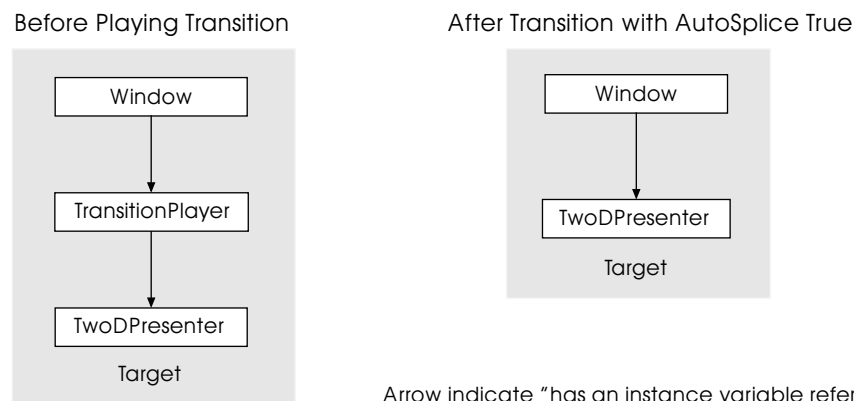 Before Playing Transition
Window
TransitionPlayer
TwoDPresenter
Target
After Transition with AutoSplice True
Window
TwoDPresenter
Target
Arrow indicate “has an instance variable